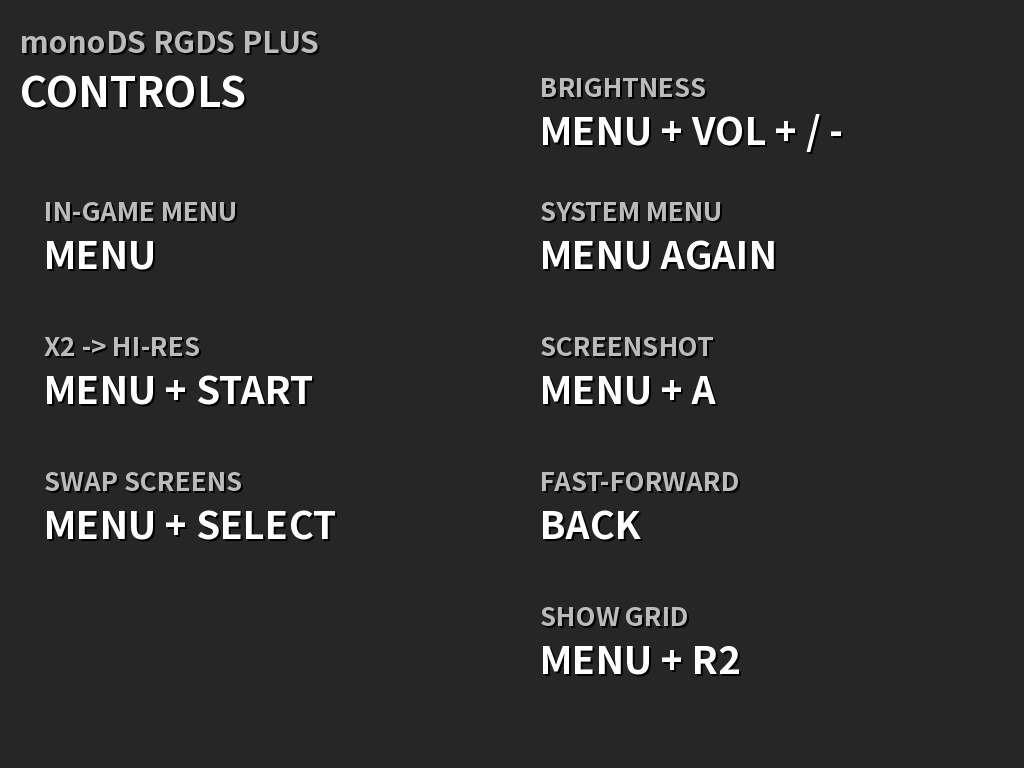 monoDS RGDS PLUS
CONTROLS
BRIGHTNESS
MENU + VOL + / -
IN-GAME MENU
MENU
SYSTEM MENU
MENU AGAIN
X2 -> HI-RES
MENU + START
SCREENSHOT
MENU + A
SWAP SCREENS
MENU + SELECT
FAST-FORWARD
BACK
SHOW GRID
MENU + R2